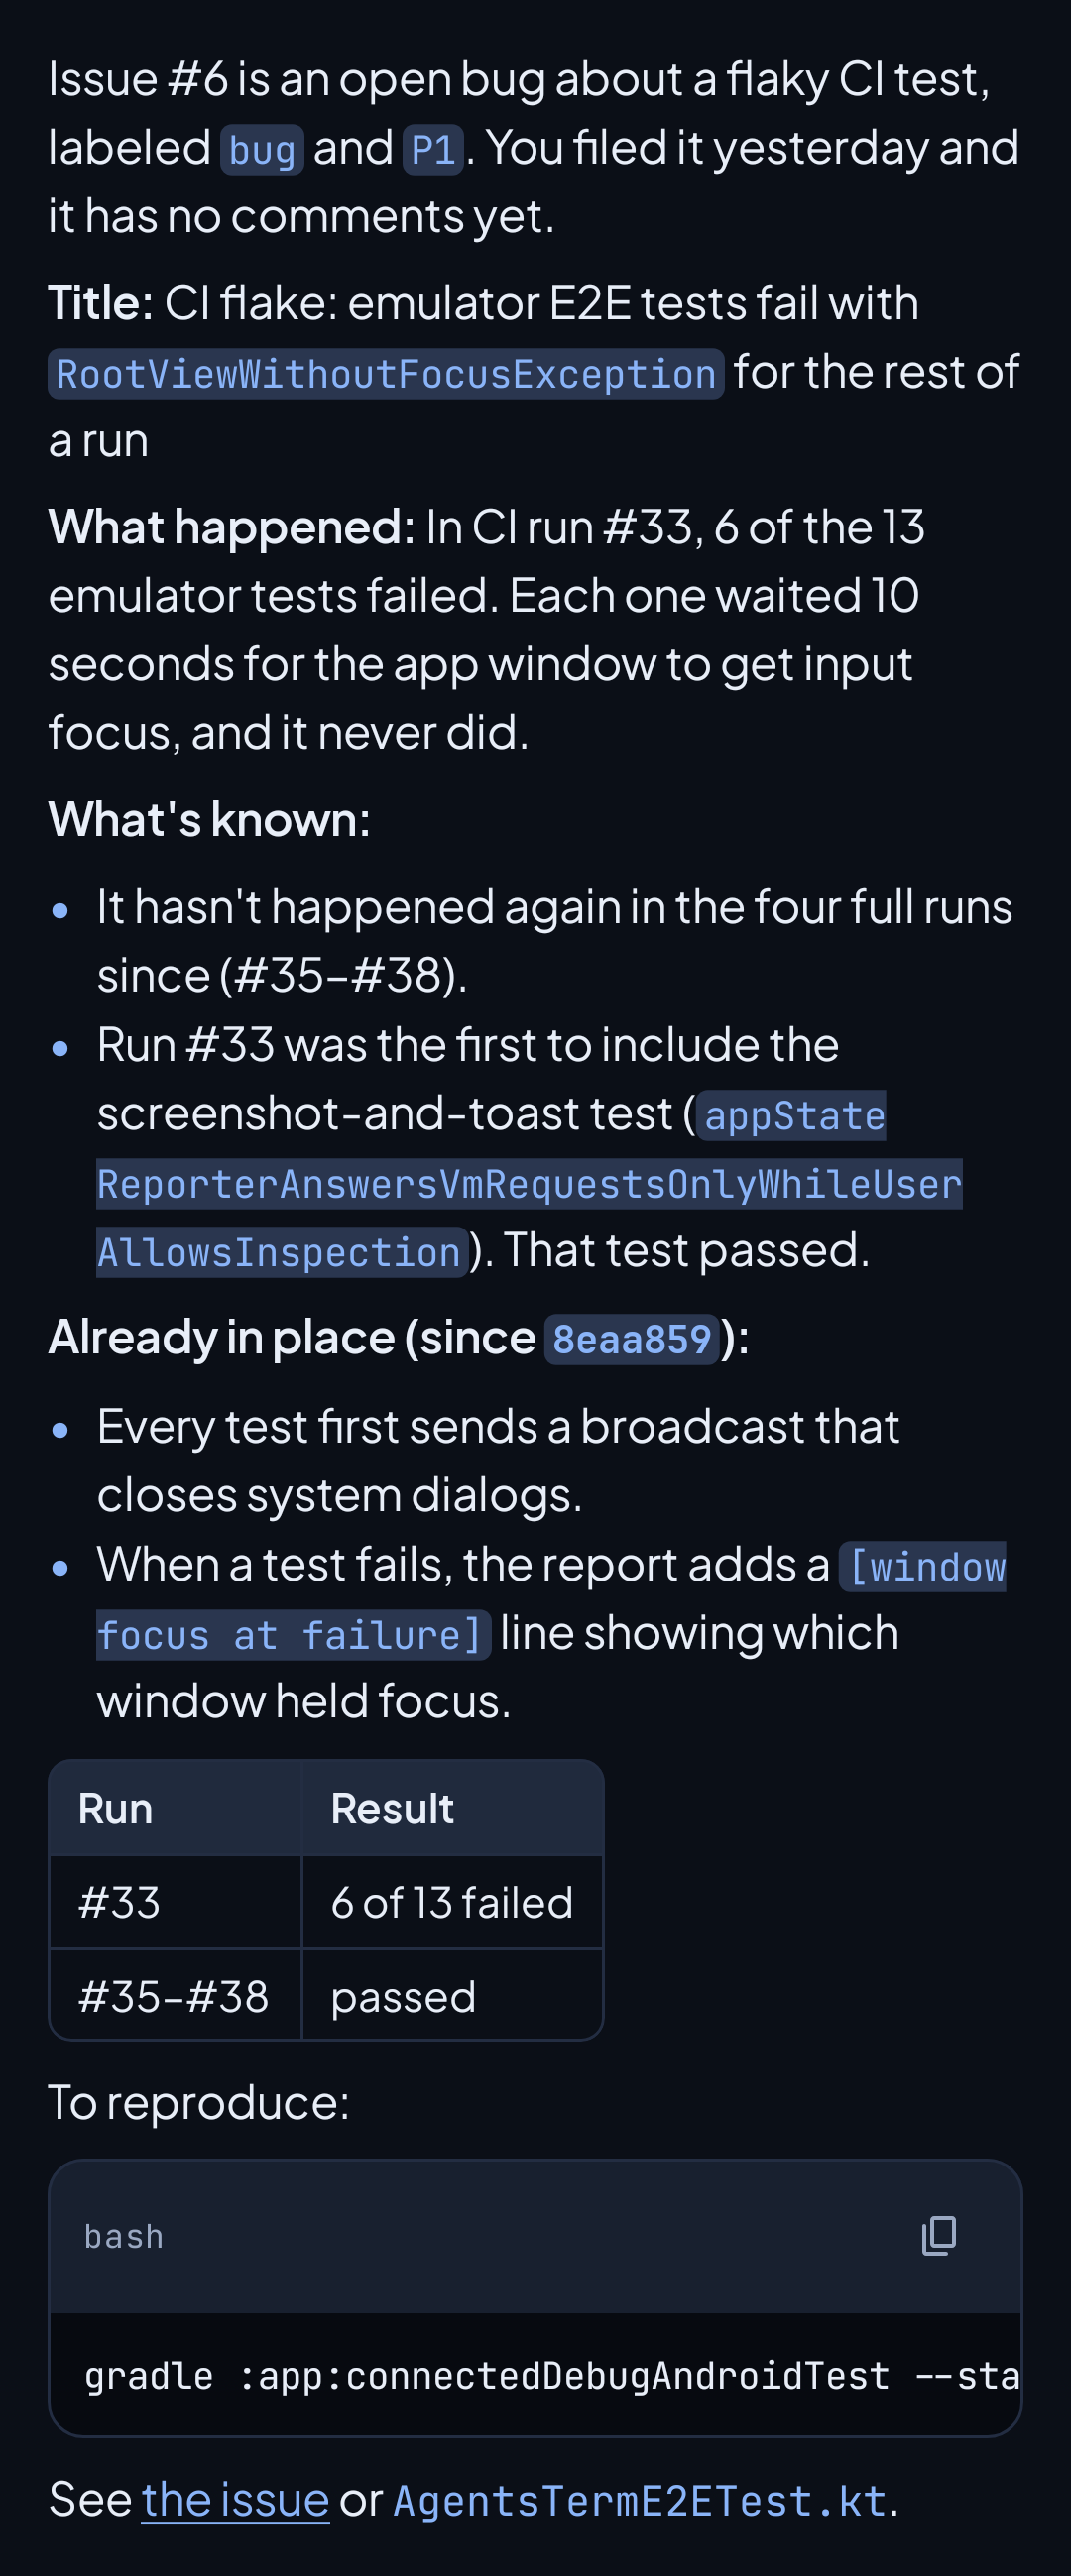 Issue #6 is an open bug about a flaky CI test,
labeled bug and P1. You filed it yesterday and
it has no comments yet.
Title: CI flake: emulator E2E tests fail with
RootViewWithoutFocusException for the rest of
a run
What happened: In CI run #33, 6 of the 13
emulator tests failed. Each one waited 10
seconds for the app window to get input
focus, and it never did.
What's known:
• It hasn't happened again in the four full runs
since (#35–#38).
• Run #33 was the first to include the
screenshot-and-toast test (appState
ReporterAnswersVmRequestsOnlyWhileUser
AllowsInspection). That test passed.
Already in place (since 8eaa859):
• Every test first sends a broadcast that
closes system dialogs.
• When a test fails, the report adds a [window
focus at failure] line showing which
window held focus.
Run Result
#33 6 of 13 failed
#35–#38 passed
To reproduce:
bash
gradle :app:connectedDebugAndroidTest --sta
See the issue or AgentsTermE2ETest.kt.